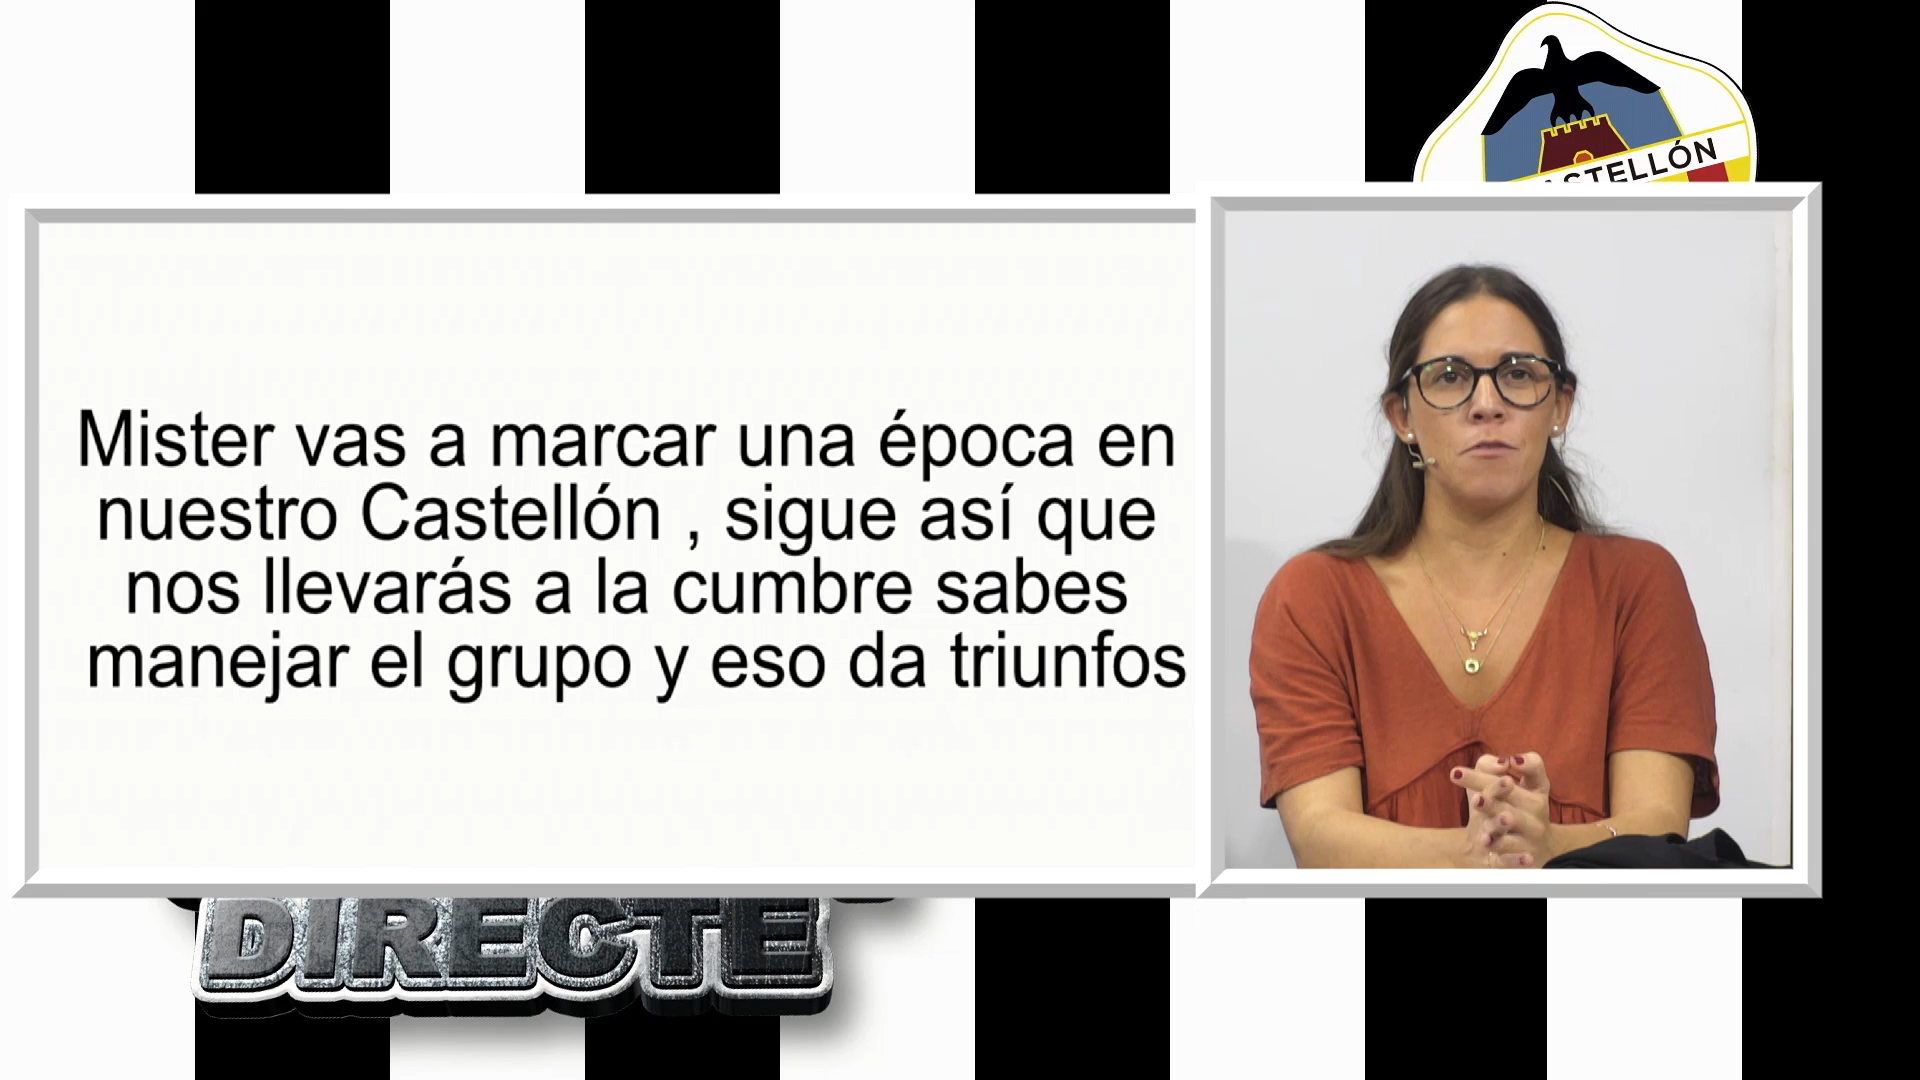 CASTELLÓN
Mister vas a marcar una época en
nuestro Castellón , sigue así que
nos llevarás a la cumbre sabes
manejar el grupo y eso da triunfos
DIRECTE